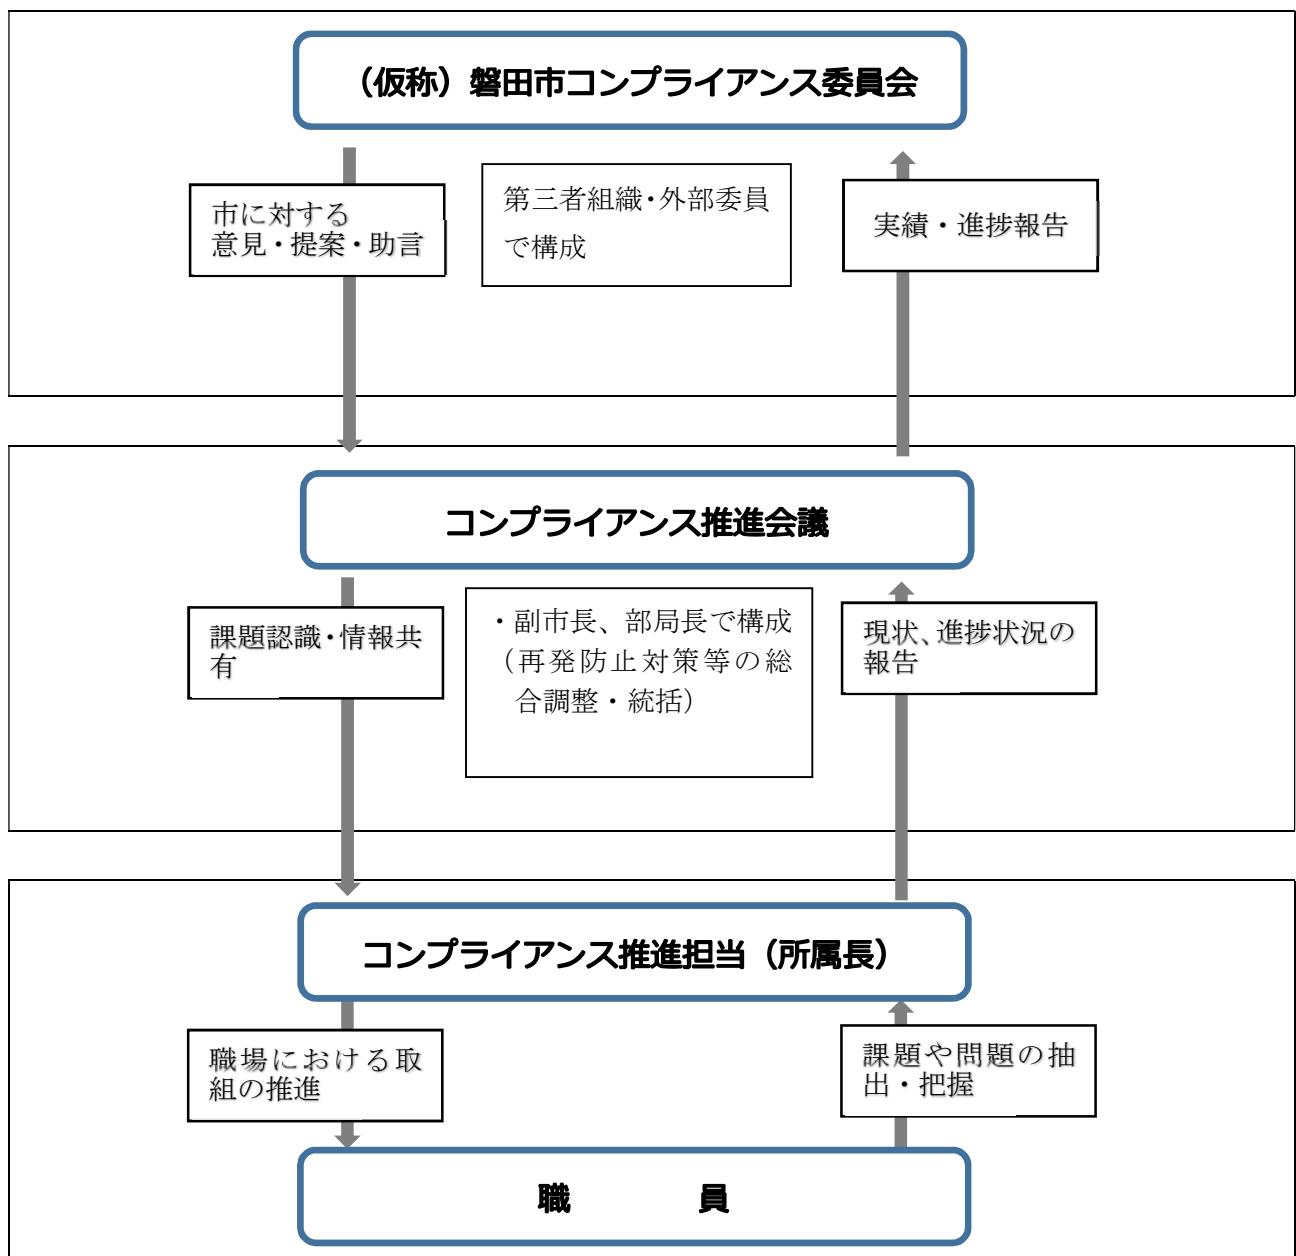 （仮称）磐田市コンプライアンス委員会
市に対する
意見・提案・助言
第三者組織・外部委員
で構成
実績・進捗報告
コンプライアンス推進会議
課題認識・情報共
有
・副市長、部局長で構成
（再発防止対策等の総
合調整・統括）
現状、進捗状況の
報告
コンプライアンス推進担当（所属長）
職場における取
組の推進
課題や問題の抽
出・把握
職　　　　員